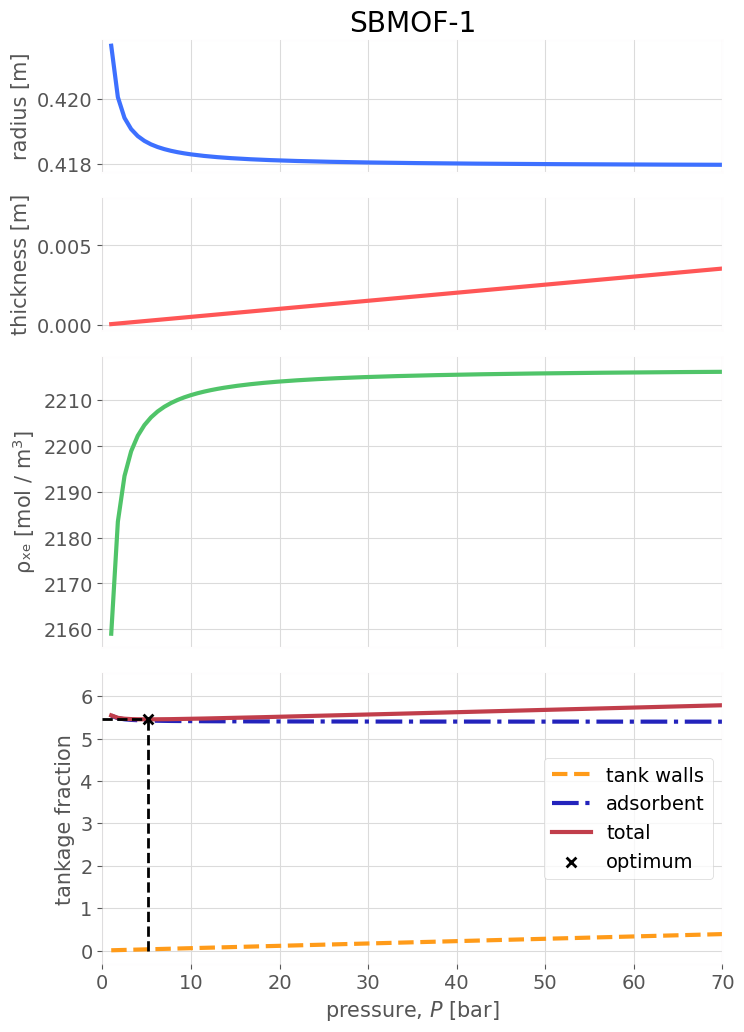 SBMOF-1
radius [m]
0.420
0.418
thickness [m]
0.005
0.000
ρₓₑ [mol / m³]
2210
2200
2190
2180
2170
2160
tankage fraction
6
5
4
3
2
1
0
tank walls
adsorbent
total
optimum
0 10 20 30 40 50 60 70
pressure, P [bar]